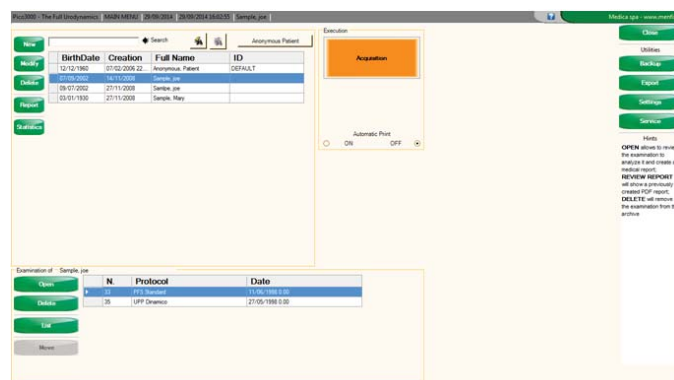 Pico3000 - The Full Urodynamics MAIN MENU 29/09/2014 29/09/2014 16:02:55 Sample, joe
Medica spa - www.menfis
New
Search
Anonymous Patient
Modify
Delete
Report
Statistics
BirthDate Creation Full Name ID
12/12/1960 07/02/2006 22... Anonymous, Patient DEFAULT
07/09/2002 14/11/2008 Sample, joe
09/07/2002 27/11/2008 Sample, joe
03/01/1930 27/11/2008 Sample, Mary
Execution
Acquisition
Automatic Print
ON OFF
Close
Utilities
Backup
Export
Settings
Service
Hints
OPEN allows to revie
the examination to
analyze it and create a
medical report;
REVIEW REPORT
will show a previously
created PDF report;
DELETE will remove
the examination from t
archive
Examination of Sample, joe
Open
Delete
List
Move
N. Protocol Date
33 PFS Standard 11/06/1998 0.00
35 UPP Dinamico 27/05/1998 0.00